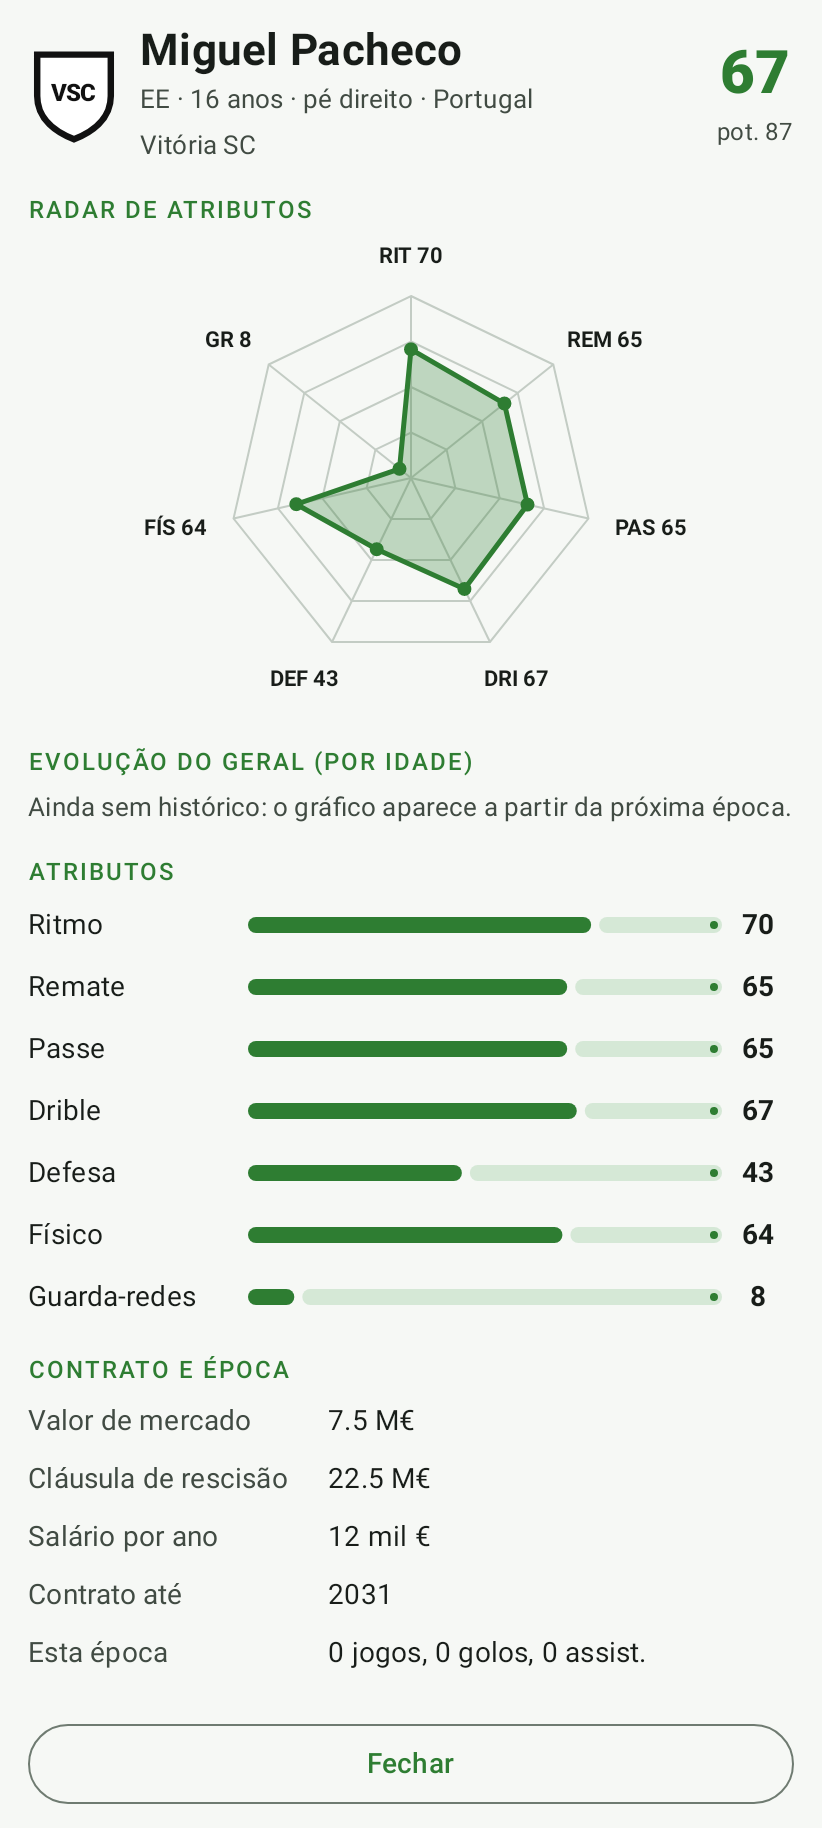 VSC
Miguel Pacheco
EE · 16 anos · pé direito · Portugal
Vitória SC
67
pot. 87
RADAR DE ATRIBUTOS
RIT 70
GR 8
REM 65
FÍS 64
PAS 65
DEF 43
DRI 67
EVOLUÇÃO DO GERAL (POR IDADE)
Ainda sem histórico: o gráfico aparece a partir da próxima época.
ATRIBUTOS
Ritmo 70
Remate 65
Passe 65
Drible 67
Defesa 43
Físico 64
Guarda-redes 8
CONTRATO E ÉPOCA
Valor de mercado 7.5 M€
Cláusula de rescisão 22.5 M€
Salário por ano 12 mil €
Contrato até 2031
Esta época 0 jogos, 0 golos, 0 assist.
Fechar